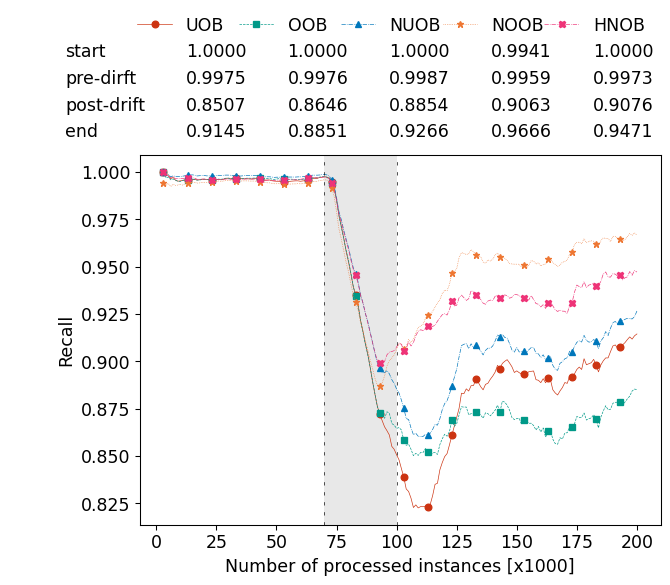 UOB OOB NUOB NOOB HNOB
start 1.0000 1.0000 1.0000 0.9941 1.0000
pre-dirft 0.9975 0.9976 0.9987 0.9959 0.9973
post-drift 0.8507 0.8646 0.8854 0.9063 0.9076
end 0.9145 0.8851 0.9266 0.9666 0.9471
1.000
0.975
0.950
0.925
0.900
0.875
0.850
0.825
Recall
0 25 50 75 100 125 150 175 200
Number of processed instances [x1000]